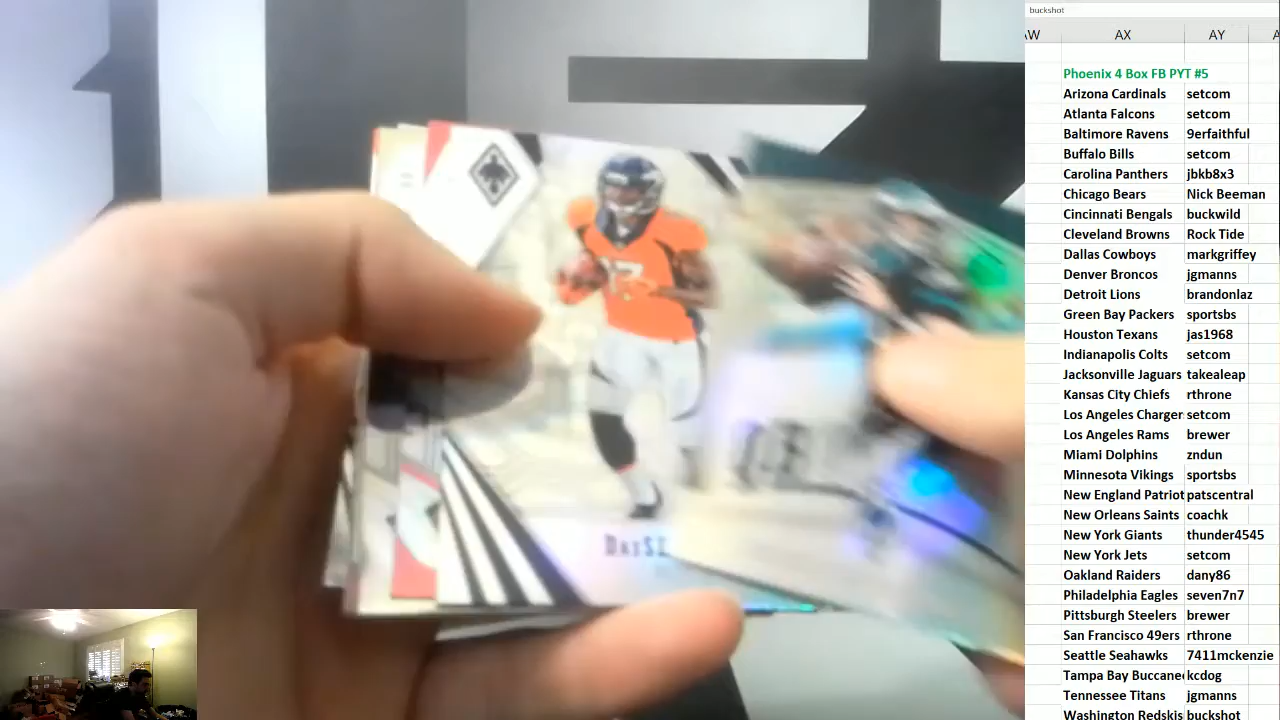 buckshot
AW AX AY
Phoenix 4 Box FB PYT #5
Arizona Cardinals setcom
Atlanta Falcons setcom
Baltimore Ravens 9erfaithful
Buffalo Bills setcom
Carolina Panthers jbkb8x3
Chicago Bears Nick Beeman
Cincinnati Bengals buckwild
Cleveland Browns Rock Tide
Dallas Cowboys markgriffey
Denver Broncos jgmanns
Detroit Lions brandonlaz
Green Bay Packers sportsbs
Houston Texans jas1968
Indianapolis Colts setcom
Jacksonville Jaguars takealeap
Kansas City Chiefs rthrone
Los Angeles Charger setcom
Los Angeles Rams brewer
Miami Dolphins zndun
Minnesota Vikings sportsbs
New England Patriot patscentral
New Orleans Saints coachk
New York Giants thunder4545
New York Jets setcom
Oakland Raiders dany86
Philadelphia Eagles seven7n7
Pittsburgh Steelers brewer
San Francisco 49ers rthrone
Seattle Seahawks 7411mckenzie
Tampa Bay Buccanee kcdog
Tennessee Titans jgmanns
Washington Redskis buckshot